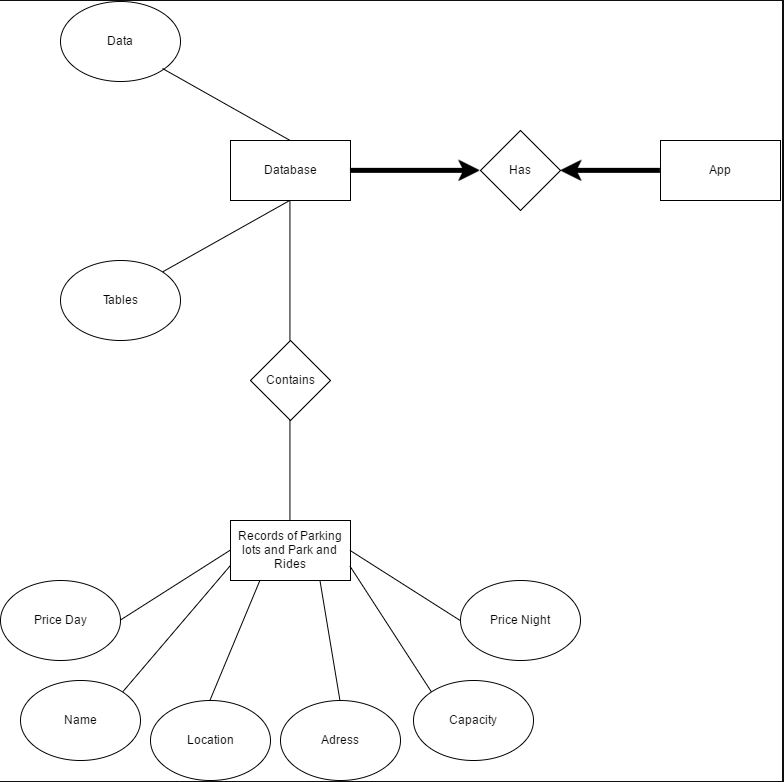 Data
Database
Has
App
Tables
Contains
Records of Parking
lots and Park and
Rides
Price Day
Price Night
Name
Location
Adress
Capacity